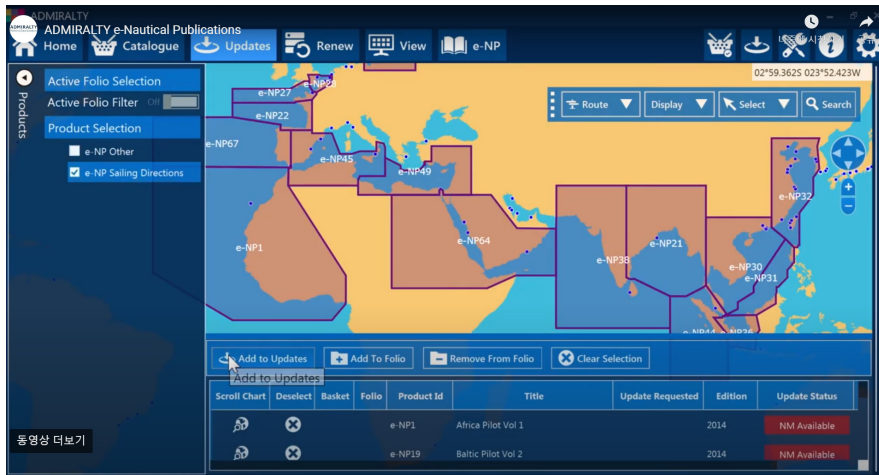 ADMIRALTY
ADMIRALTY e-Nautical Publications
Home Catalogue Updates Renew View e-NP
Products
Active Folio Selection
Active Folio Filter Off
Product Selection
e-NP Other
e-NP Sailing Directions
02°59.362S 023°52.423W
Route Display Select Search
e-NP28
e-NP27
e-NP22
e-NP67
e-NP45
e-NP49
e-NP32
e-NP1
e-NP64
e-NP21
e-NP38
e-NP30
e-NP31
e-NP44 e-NP36
Add to Updates Add To Folio Remove From Folio Clear Selection
Add to Updates
Scroll Chart Deselect Basket Folio Product Id Title Update Requested Edition Update Status
e-NP1 Africa Pilot Vol 1 2014 NM Available
e-NP19 Baltic Pilot Vol 2 2014 NM Available
동영상 더보기